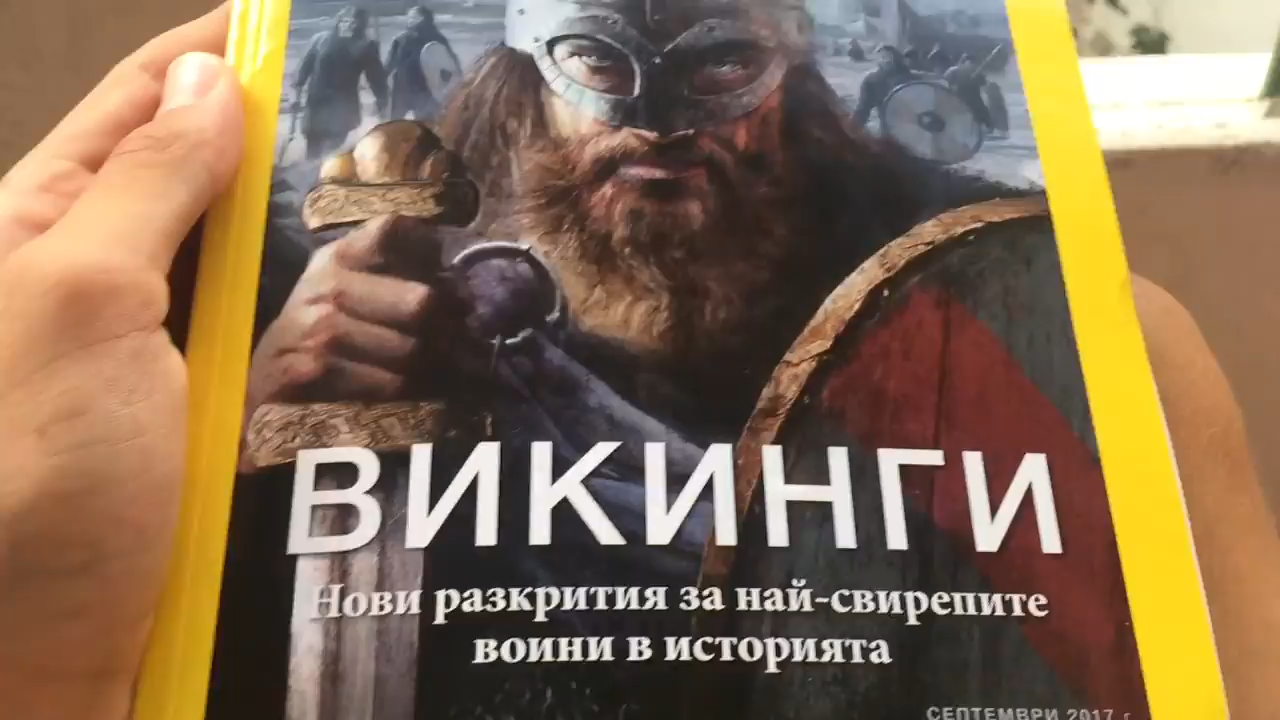 ВИКИНГИ
Нови разкрития за най-свирепите
воини в историята
СЕПТЕМВРИ 2017 г.